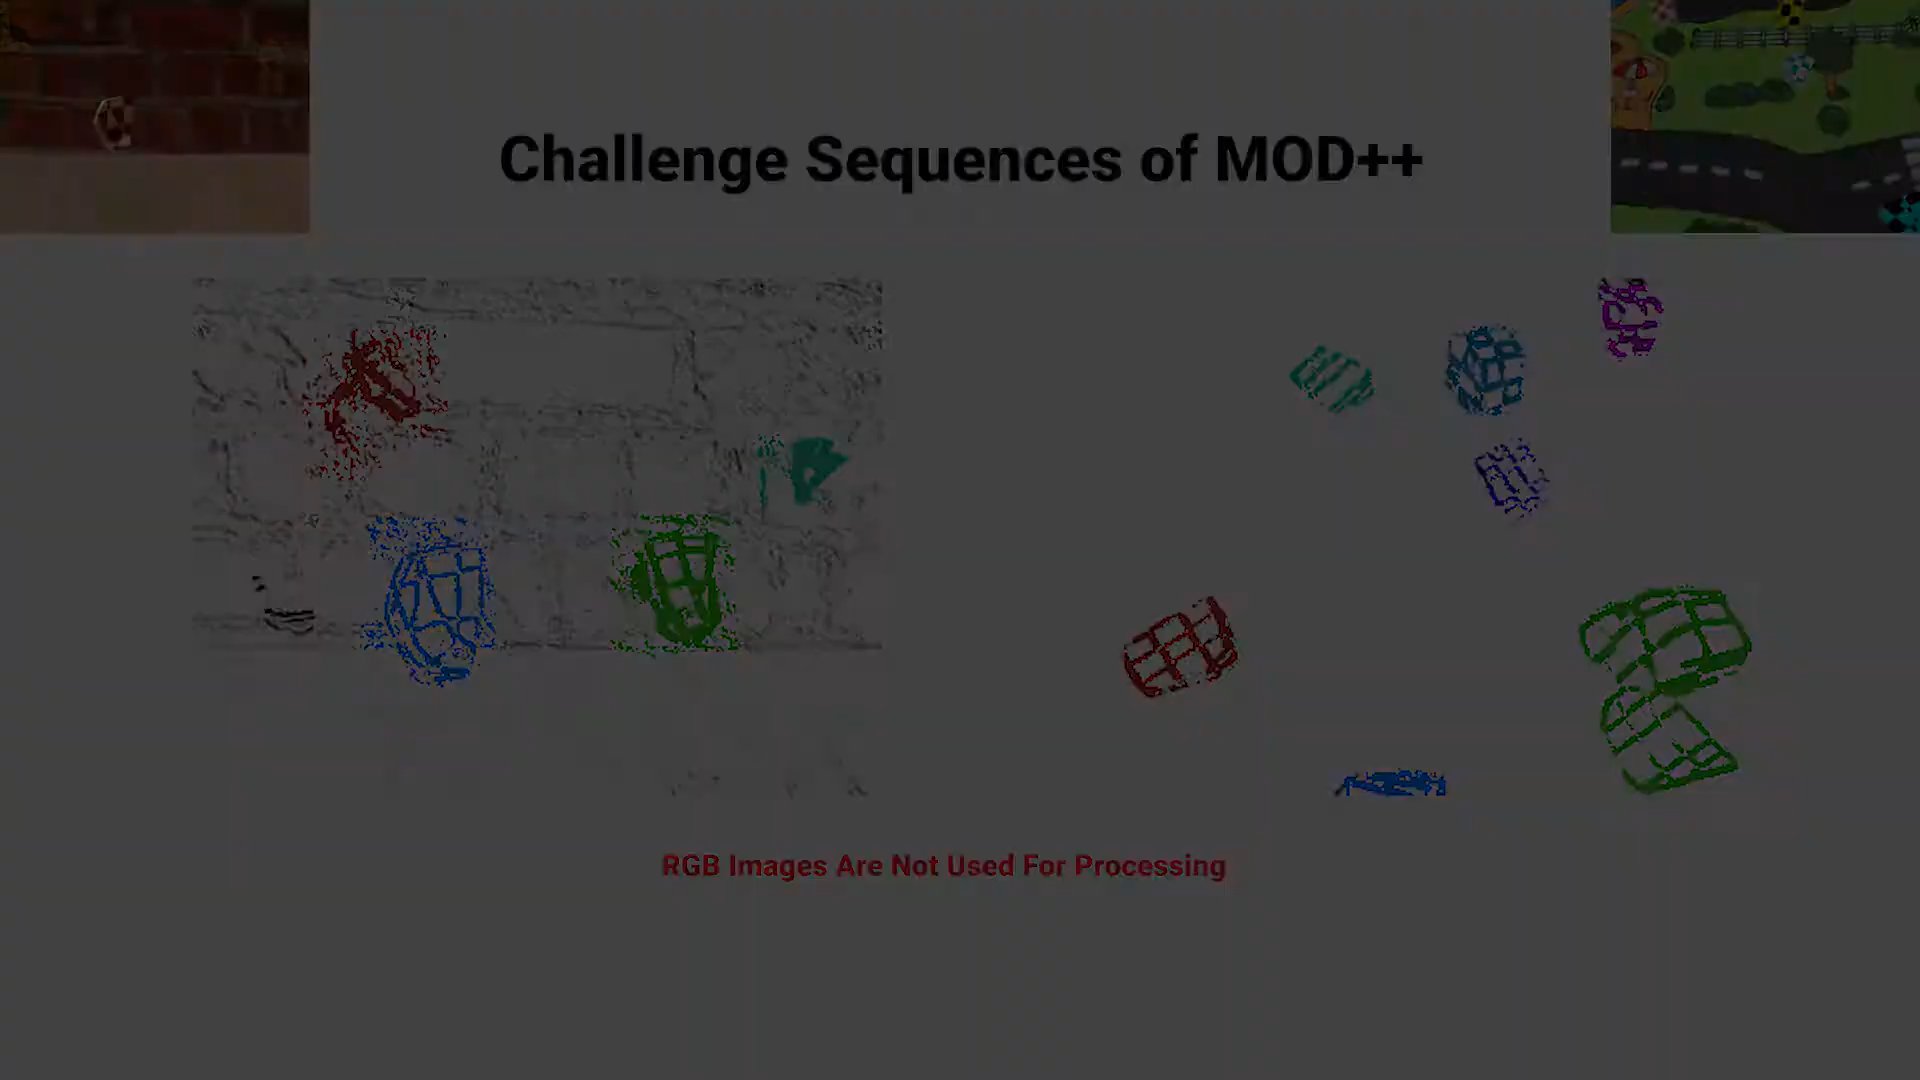 Challenge Sequences of MOD++
RGB Images Are Not Used For Processing